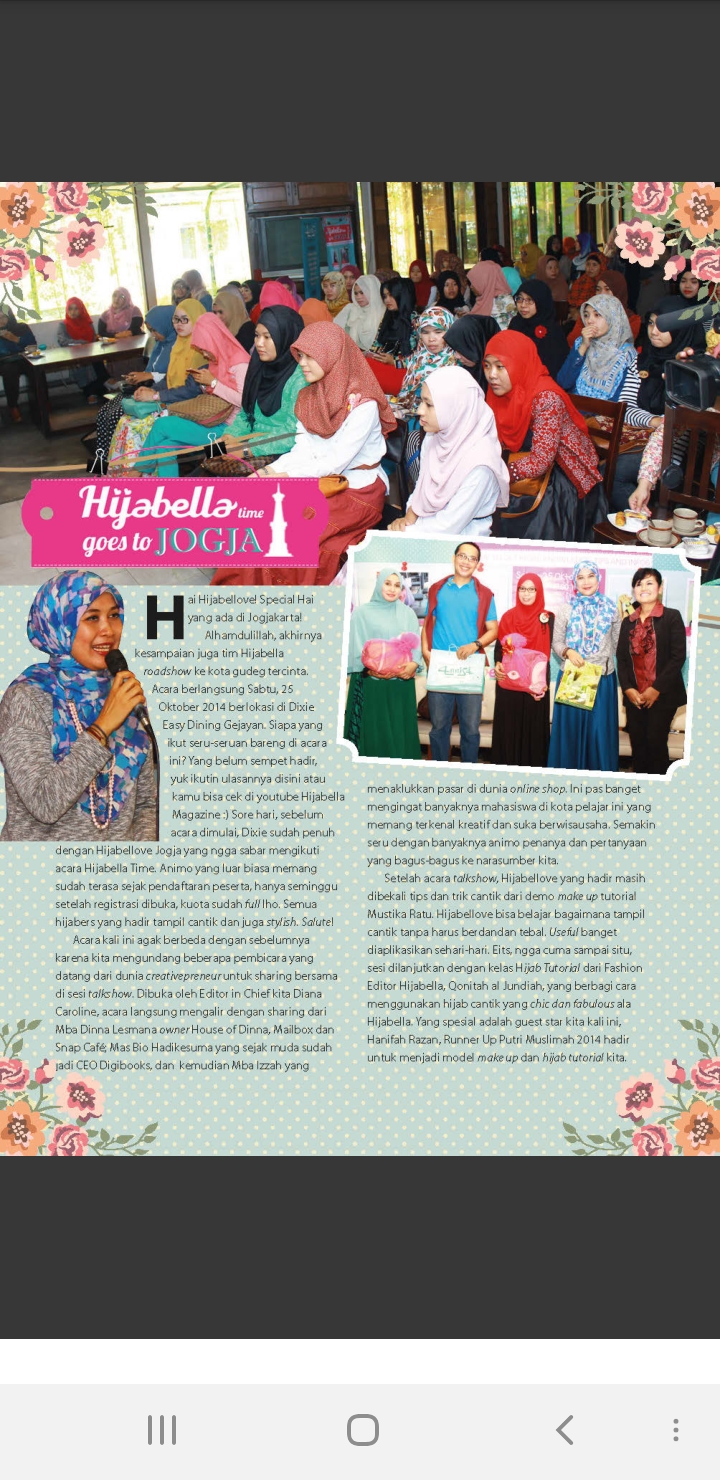 Hijabella time
goes to JOGJA
Hai Hijabellove! Special Hai
yang ada di Jogjakarta!
Alhamdulillah, akhirnya
kesampaian juga tim Hijabella
roadshow ke kota gudeg tercinta.
Acara berlangsung Sabtu, 25
Oktober 2014 berlokasi di Dixie
Easy Dining Gejayan. Siapa yang
ikut seru-seruan bareng di acara
ini? Yang belum sempet hadir,
yuk ikutin ulasannya disini atau
kamu bisa cek di youtube Hijabella
Magazine :) Sore hari, sebelum
acara dimulai, Dixie sudah penuh
dengan Hijabellove Jogja yang ngga sabar mengikuti
acara Hijabella Time. Animo yang luar biasa memang
sudah terasa sejak pendaftaran peserta, hanya seminggu
setelah registrasi dibuka, kuota sudah full lho. Semua
hijabers yang hadir tampil cantik dan juga stylish. Salute!
Acara kali ini agak berbeda dengan sebelumnya
karena kita mengundang beberapa pembicara yang
datang dari dunia creativepreneur untuk sharing bersama
di sesi talkshow. Dibuka oleh Editor in Chief kita Diana
Caroline, acara langsung mengalir dengan sharing dari
Mba Dinna Lesmana owner House of Dinna, Mailbox dan
Snap Café; Mas Bio Hadikesuma yang sejak muda sudah
jadi CEO Digibooks, dan kemudian Mba Izzah yang
menaklukkan pasar di dunia online shop. Ini pas banget
mengingat banyaknya mahasiswa di kota pelajar ini yang
memang terkenal kreatif dan suka berwisausaha. Semakin
seru dengan banyaknya animo penanya dan pertanyaan
yang bagus-bagus ke narasumber kita.
Setelah acara talkshow, Hijabellove yang hadir masih
dibekali tips dan trik cantik dari demo make up tutorial
Mustika Ratu. Hijabellove bisa belajar bagaimana tampil
cantik tanpa harus berdandan tebal. Useful banget
diaplikasikan sehari-hari. Eits, ngga cuma sampai situ,
sesi dilanjutkan dengan kelas Hijab Tutorial dari Fashion
Editor Hijabella, Qonitah al Jundiah, yang berbagi cara
menggunakan hijab cantik yang chic dan fabulous ala
Hijabella. Yang spesial adalah guest star kita kali ini,
Hanifah Razan, Runner Up Putri Muslimah 2014 hadir
untuk menjadi model make up dan hijab tutorial kita.